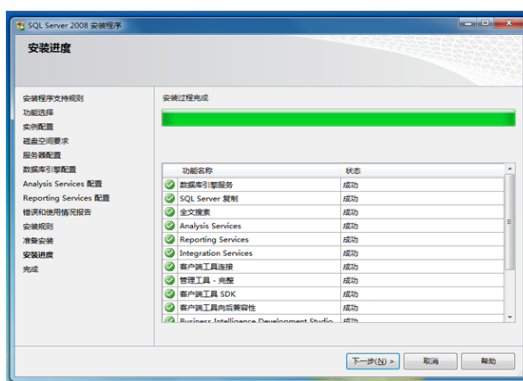 SQL Server 2008 安装程序
安装进度
安装程序支持规则
功能选择
实例配置
磁盘空间要求
服务器配置
数据库引擎配置
Analysis Services 配置
Reporting Services 配置
错误和使用情况报告
安装规则
准备安装
安装进度
完成
安装过程完成
功能名称 状态
数据库引擎服务 成功
SQL Server 复制 成功
全文搜索 成功
Analysis Services 成功
Reporting Services 成功
Integration Services 成功
客户端工具连接 成功
管理工具 - 完整 成功
客户端工具 SDK 成功
客户端工具向后兼容性 成功
Business Intelligence Development Studio 成功
下一步(N) > 取消 帮助